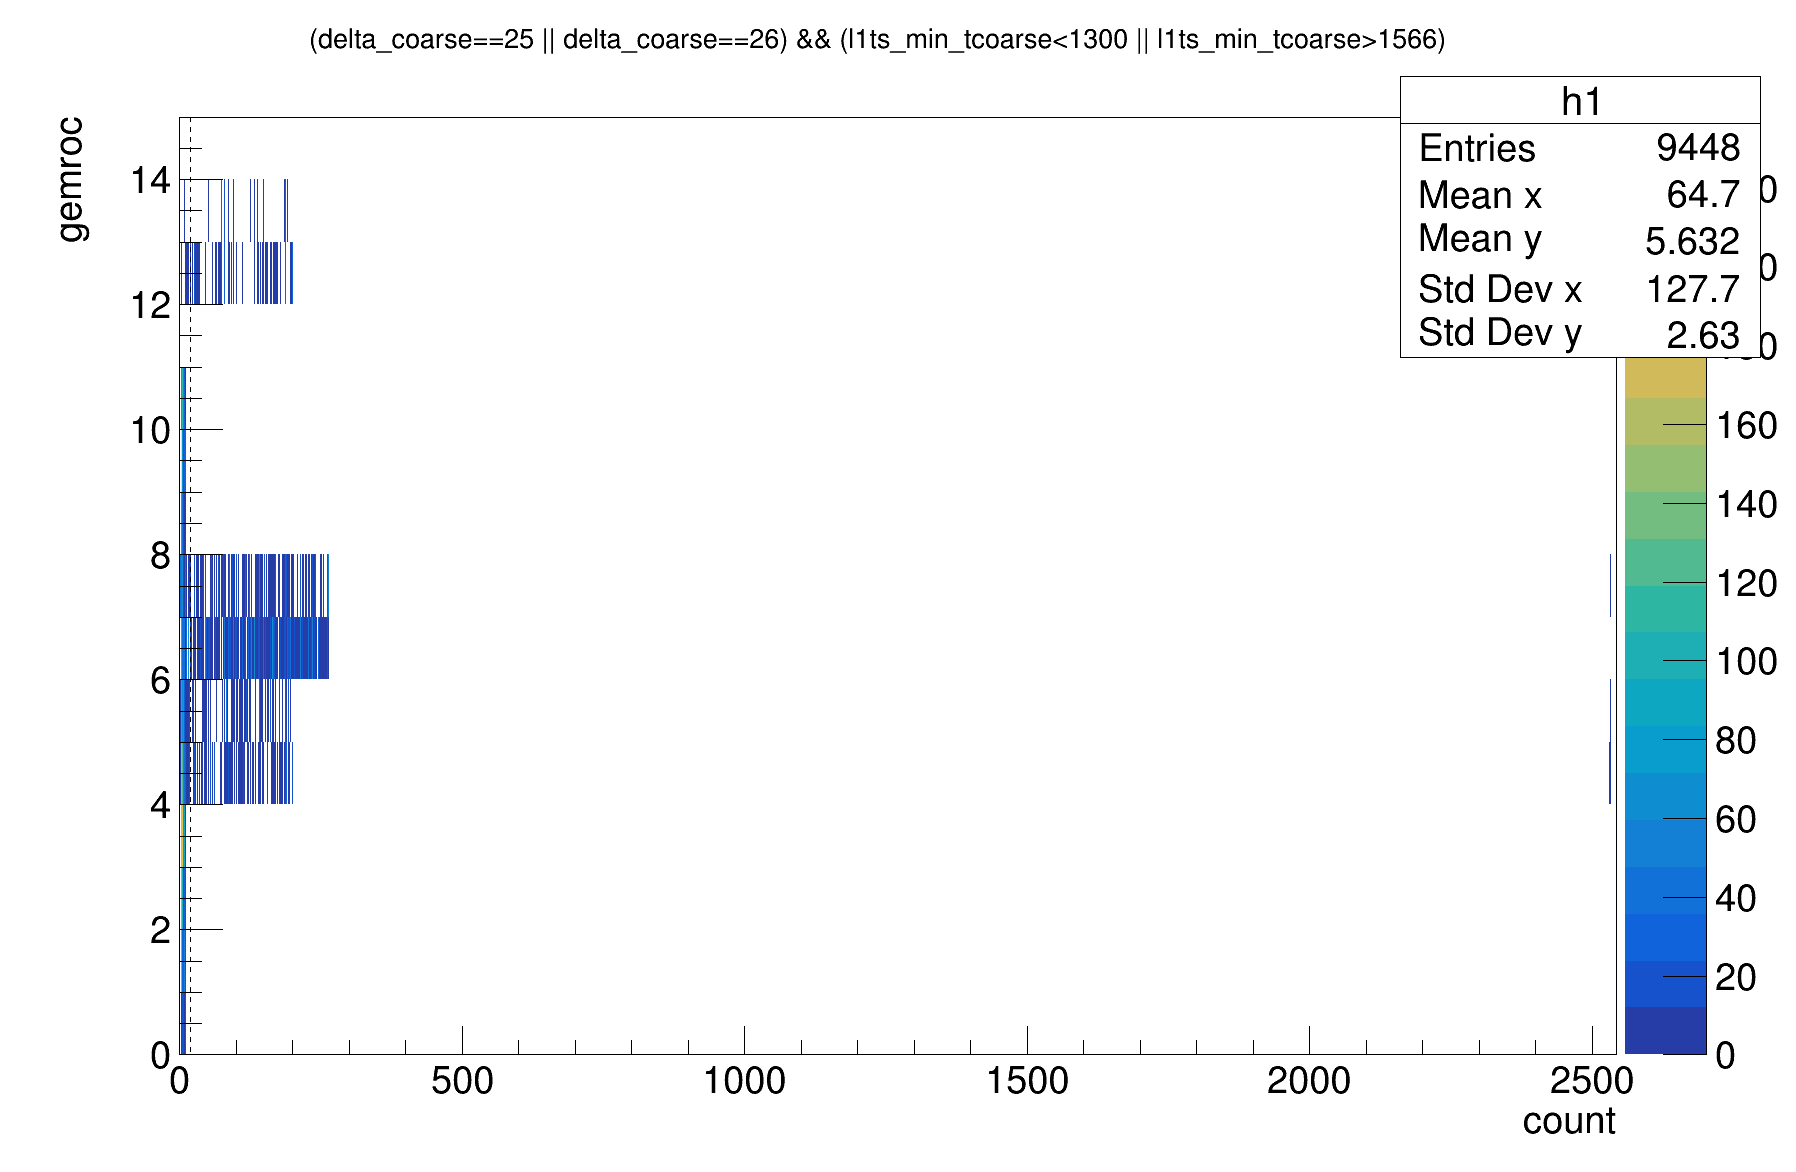 (delta_coarse==25 || delta_coarse==26) && (l1ts_min_tcoarse<1300 || l1ts_min_tcoarse>1566)
h1
Entries 9448
Mean x 64.7
Mean y 5.632
Std Dev x 127.7
Std Dev y 2.63
gemroc
14
12
10
8
6
4
2
0
0 500 1000 1500 2000 2500
count
160
140
120
100
80
60
40
20
0